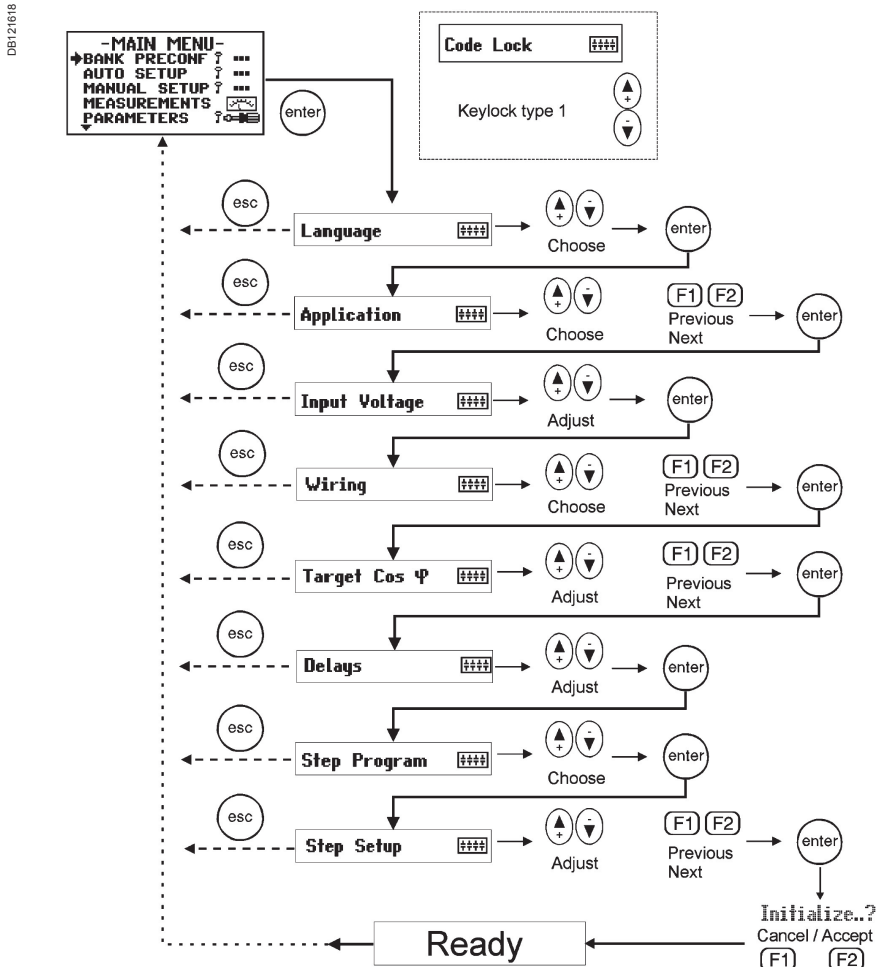 DB121618
-MAIN MENU-
BANK PRECONF
AUTO SETUP
MANUAL SETUP
MEASUREMENTS
PARAMETERS
enter
Code Lock
Keylock type 1
+
-
esc
Language
+ -
Choose
enter
esc
Application
+ -
Choose
F1 F2
Previous
Next
enter
esc
Input Voltage
+ -
Adjust
enter
esc
Wiring
+ -
Choose
F1 F2
Previous
Next
enter
esc
Target Cos φ
+ -
Adjust
F1 F2
Previous
Next
enter
esc
Delays
+ -
Adjust
enter
esc
Step Program
+ -
Choose
enter
esc
Step Setup
+ -
Adjust
F1 F2
Previous
Next
enter
Initialize..?
Cancel / Accept
F1 F2
Ready